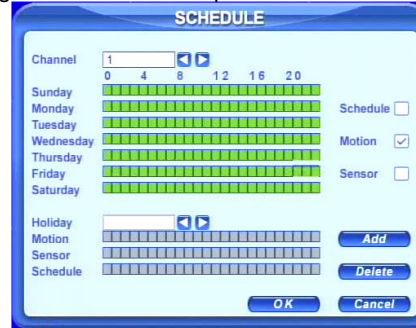 SCHEDULE
Channel 1
0 4 8 12 16 20
Sunday
Monday Schedule
Tuesday
Wednesday Motion
Thursday
Friday Sensor
Saturday
Holiday
Motion Add
Sensor
Schedule Delete
OK Cancel